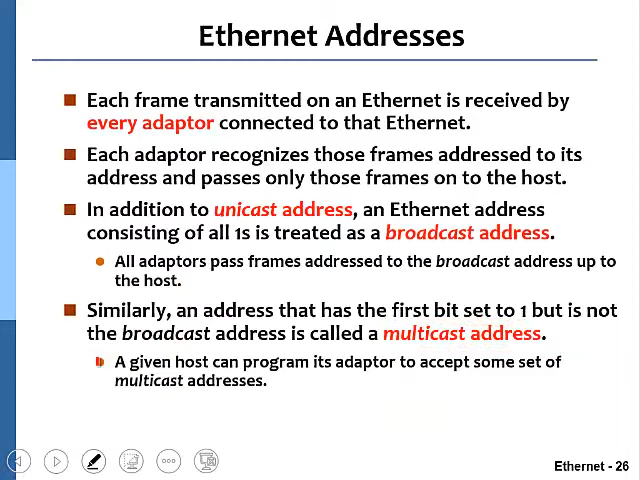 Ethernet Addresses
Each frame transmitted on an Ethernet is received by
every adaptor connected to that Ethernet.
Each adaptor recognizes those frames addressed to its
address and passes only those frames on to the host.
In addition to unicast address, an Ethernet address
consisting of all 1s is treated as a broadcast address.
All adaptors pass frames addressed to the broadcast address up to
the host.
Similarly, an address that has the first bit set to 1 but is not
the broadcast address is called a multicast address.
A given host can program its adaptor to accept some set of
multicast addresses.
Ethernet - 26